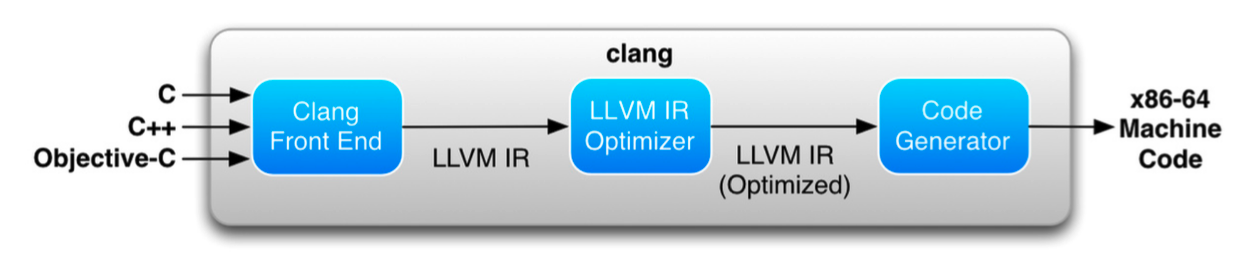 clang
C
C++
Objective-C
Clang
Front End
LLVM IR
LLVM IR
Optimizer
LLVM IR
(Optimized)
Code
Generator
x86-64
Machine
Code